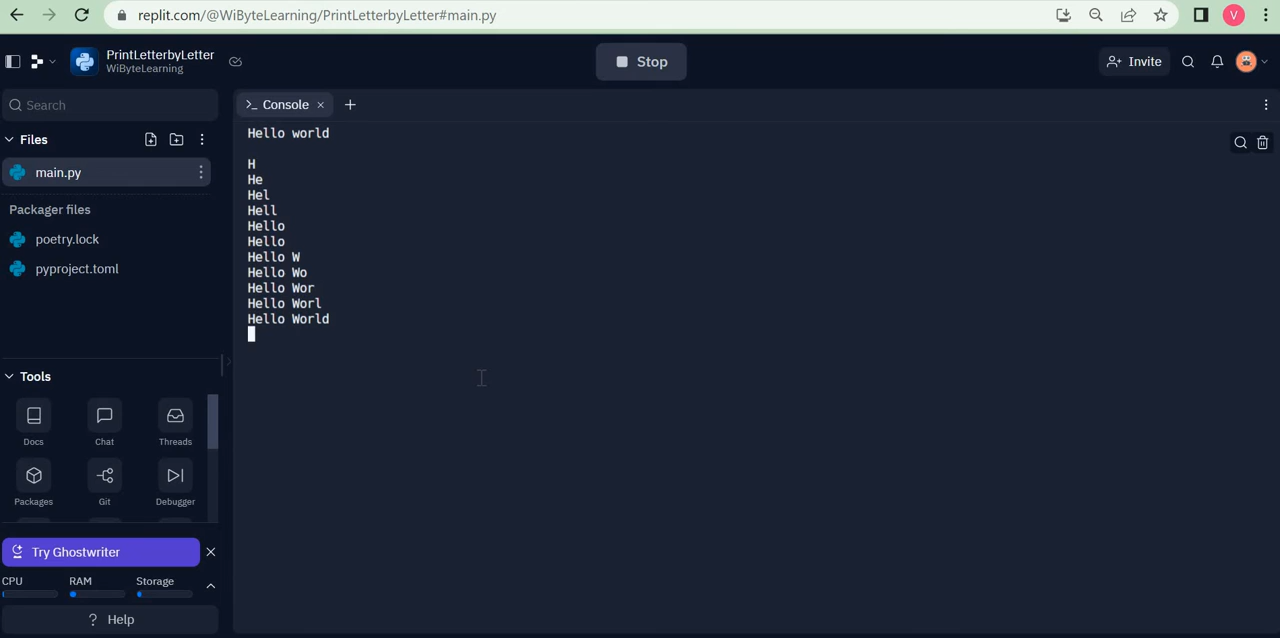 replit.com/@WiByteLearning/PrintLetterbyLetter#main.py
V
PrintLetterbyLetter
WiByteLearning
Stop
Invite
Search
>_ Console × +
Files
main.py
Packager files
poetry.lock
pyproject.toml
Hello world
H
He
Hel
Hell
Hello
Hello
Hello W
Hello Wo
Hello Wor
Hello Worl
Hello World
Tools
Docs Chat Threads
Packages Git Debugger
Try Ghostwriter
CPU RAM Storage
? Help